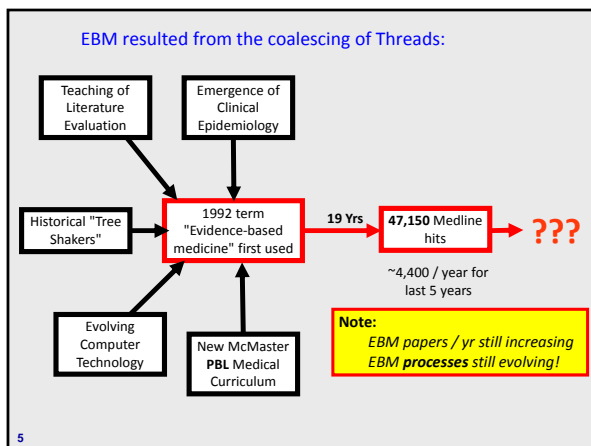 EBM resulted from the coalescing of Threads:
Teaching of
Literature
Evaluation
Emergence of
Clinical
Epidemiology
Historical "Tree
Shakers"
1992 term
"Evidence-based
medicine" first
used
19 Yrs
47,150 Medline
hits
???
~4,400 / year for
last 5 years
Evolving
Computer
Technology
New McMaster
PBL Medical
Curriculum
Note:
EBM papers / yr still increasing
EBM processes still evolving!
5